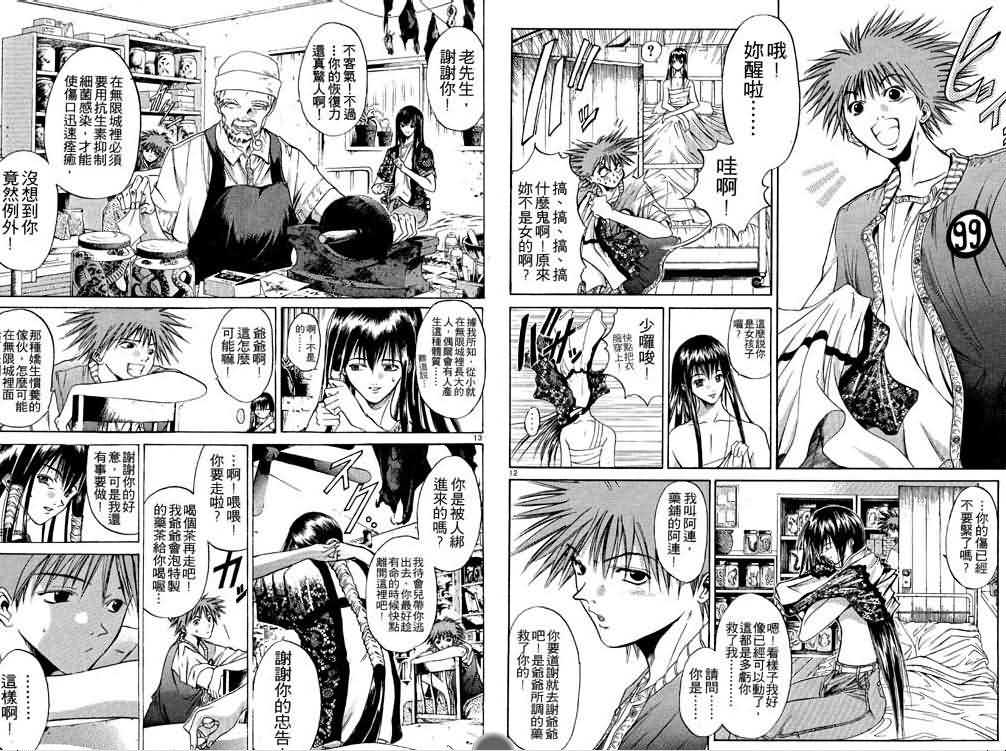 哦！
妳醒啦…
……
？
哇啊！
搞、搞、搞、搞
什麼鬼啊！原來
妳不是女的啊？
99
這麼說你
是女孩子
囉？
少囉唆！
快點把衣
服穿上！
……
12
…你的傷已經
不要緊了嗎？
嗯！看樣子我好
像已經可以動了，
這都是多虧你
救了我…
請問…
你是……
我叫阿連，
藥鋪的阿連…
你要道謝就去謝爺爺
吧！是爺爺所調的藥
救了你的！
老先生，
謝謝你！
不客氣！不過
…你的恢復力
還真驚人啊！
在無限城裡必須
要用抗生素抑制
細菌感染，才能
使傷口迅速痊癒…
沒想到你
竟然例外！
據我所知，從小就
在無限城裡長大的
人，偶爾會有人產
生這種體質…
聽說…
啊，不是
的…
爺爺啊！
這怎麼
可能嘛！
那種嬌生慣養的
傢伙，怎麼可能
在無限城裡面
13
你是被人綁
進來的嗎？
我待會兒帶你逃
出去，你最好趁
有命的時候快點
離開這裡吧！
謝謝你的忠告！
…啊！喂！
你要走啦？
喝個茶再走吧！
我爺爺會泡特製
的藥茶給你喝喔…
謝謝你的好
意，可是我還
有事要做！
……
這樣啊！